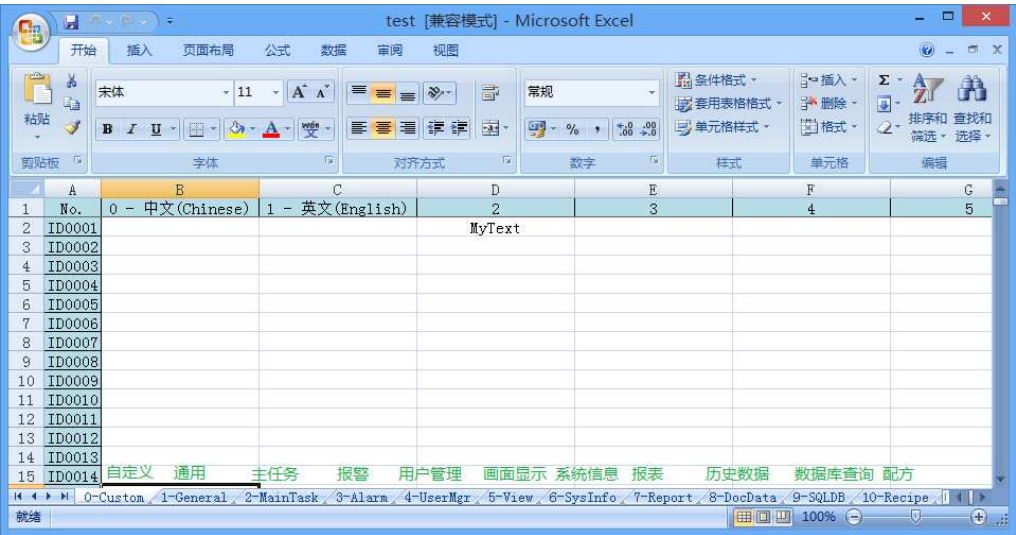 test [兼容模式] - Microsoft Excel
开始 插入 页面布局 公式 数据 审阅 视图
粘贴 宋体 11 A A 常规 条件格式 插入 Σ
套用表格格式 删除
B I U A wén 变 % , .0 .00 .00 .0 单元格样式 格式 排序和筛选 查找和选择
剪贴板 字体 对齐方式 数字 样式 单元格 编辑
A B C D E F G
1 No. 0 - 中文(Chinese) 1 - 英文(English) 2 3 4 5
2 ID0001 MyText
3 ID0002
4 ID0003
5 ID0004
6 ID0005
7 ID0006
8 ID0007
9 ID0008
10 ID0009
11 ID0010
12 ID0011
13 ID0012
14 ID0013
15 ID0014 自定义 通用 主任务 报警 用户管理 画面显示 系统信息 报表 历史数据 数据库查询 配方
0-Custom 1-General 2-MainTask 3-Alarm 4-UserMgr 5-View 6-SysInfo 7-Report 8-DocData 9-SQLDB 10-Recipe
就绪 100%